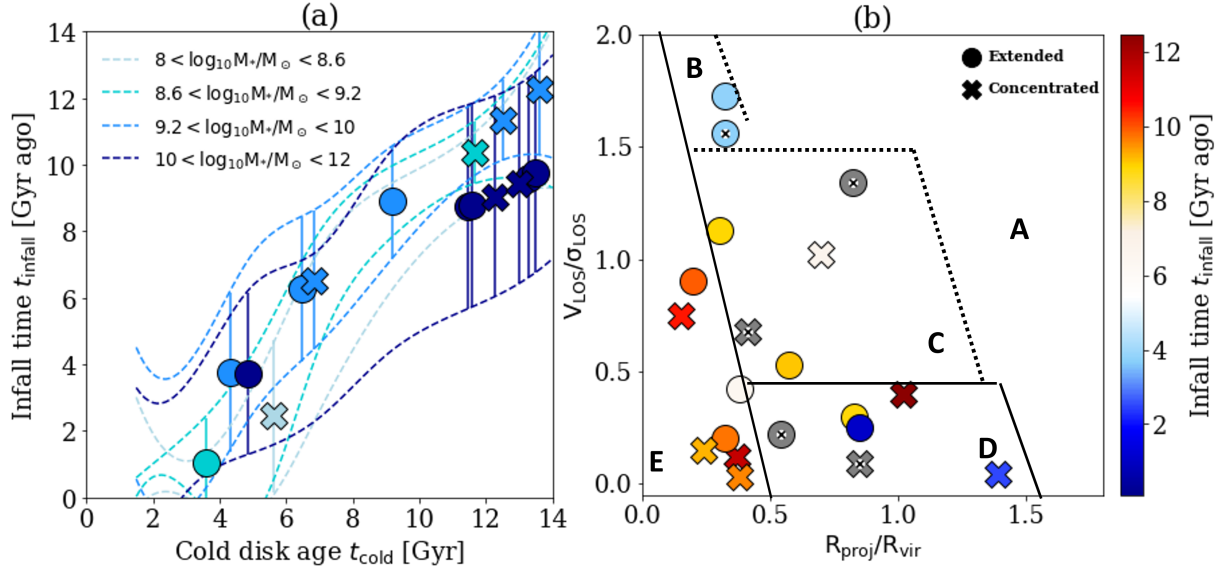 (a)
14
12
10
8
6
4
2
0
0 2 4 6 8 10 12 14
Infall time t_infall [Gyr ago]
Cold disk age t_cold [Gyr]
8 < log₁₀M*/M⊙ < 8.6
8.6 < log₁₀M*/M⊙ < 9.2
9.2 < log₁₀M*/M⊙ < 10
10 < log₁₀M*/M⊙ < 12
(b)
2.0
1.5
1.0
0.5
0.0
0.0 0.5 1.0 1.5
V_LOS/σ_LOS
R_proj/R_vir
Extended
Concentrated
B
A
C
D
E
12
10
8
6
4
2
Infall time t_infall [Gyr ago]